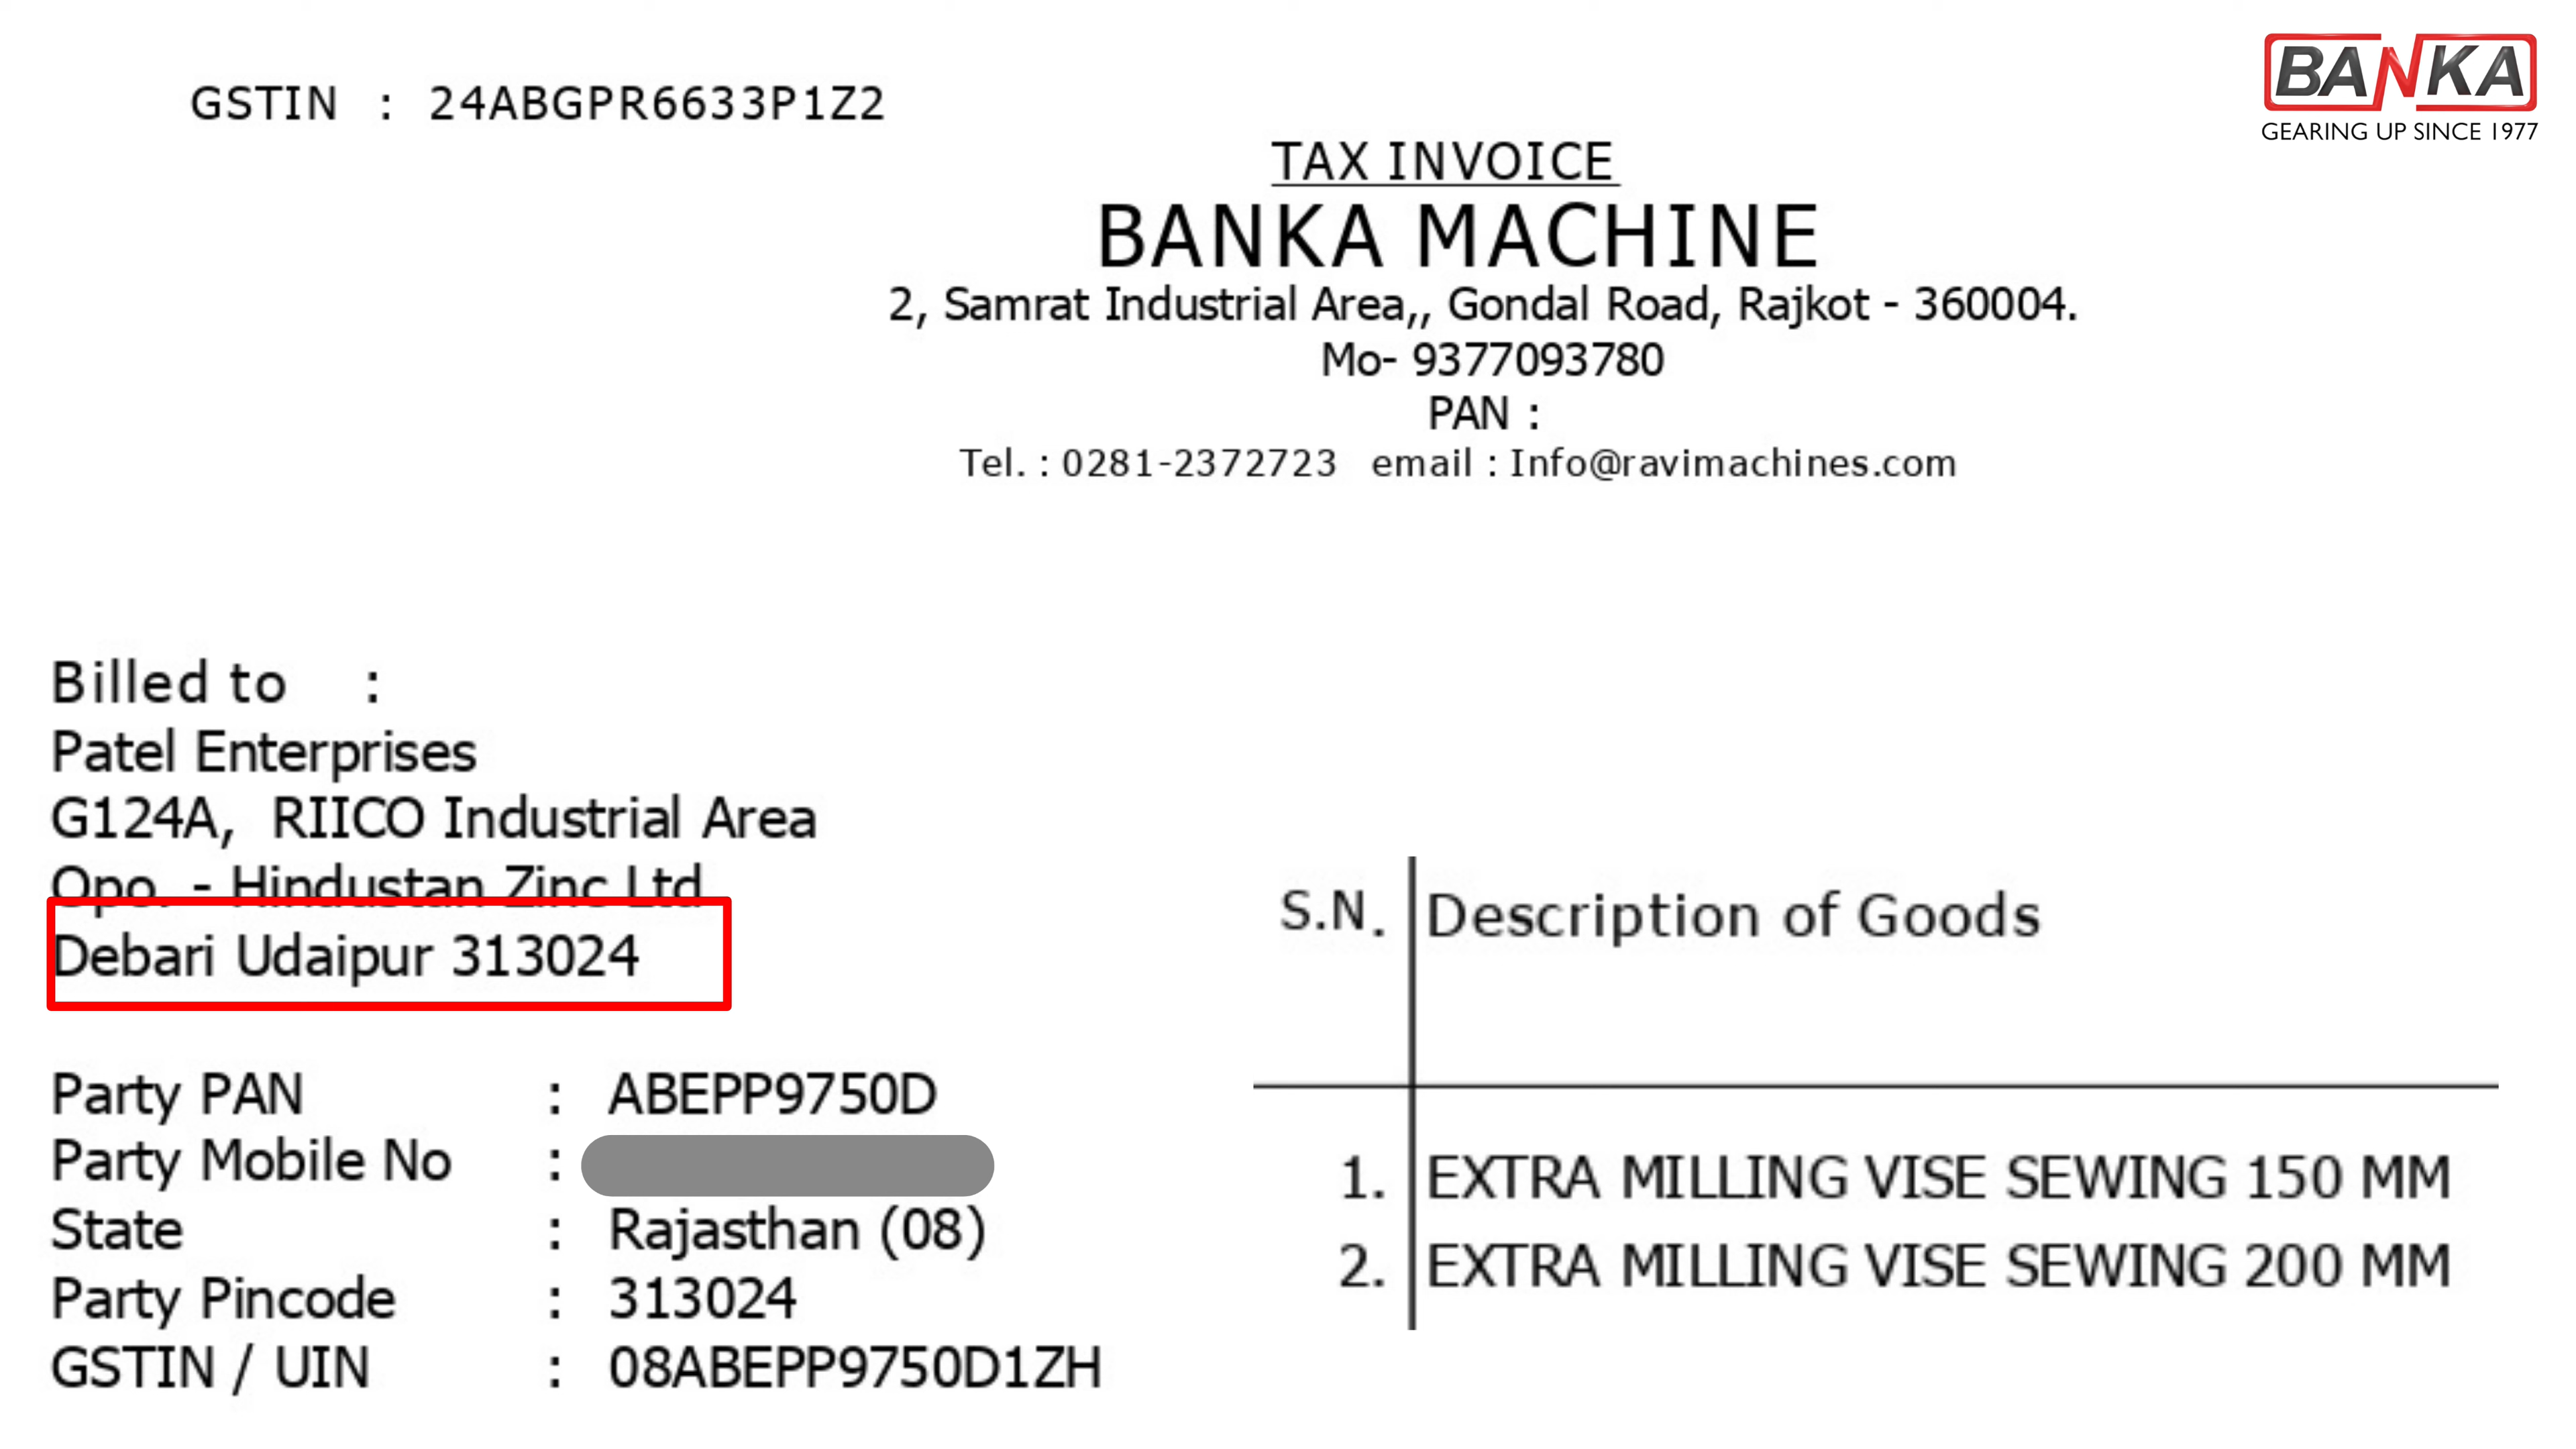 BANKA
GEARING UP SINCE 1977
GSTIN : 24ABGPR6633P1Z2
TAX INVOICE
BANKA MACHINE
2, Samrat Industrial Area,, Gondal Road, Rajkot - 360004.
Mo- 9377093780
PAN :
Tel. : 0281-2372723 email : Info@ravimachines.com
Billed to :
Patel Enterprises
G124A, RIICO Industrial Area
Opo. - Hindustan Zinc Ltd
Debari Udaipur 313024
Party PAN : ABEPP9750D
Party Mobile No :
State : Rajasthan (08)
Party Pincode : 313024
GSTIN / UIN : 08ABEPP9750D1ZH
S.N. Description of Goods
1. EXTRA MILLING VISE SEWING 150 MM
2. EXTRA MILLING VISE SEWING 200 MM